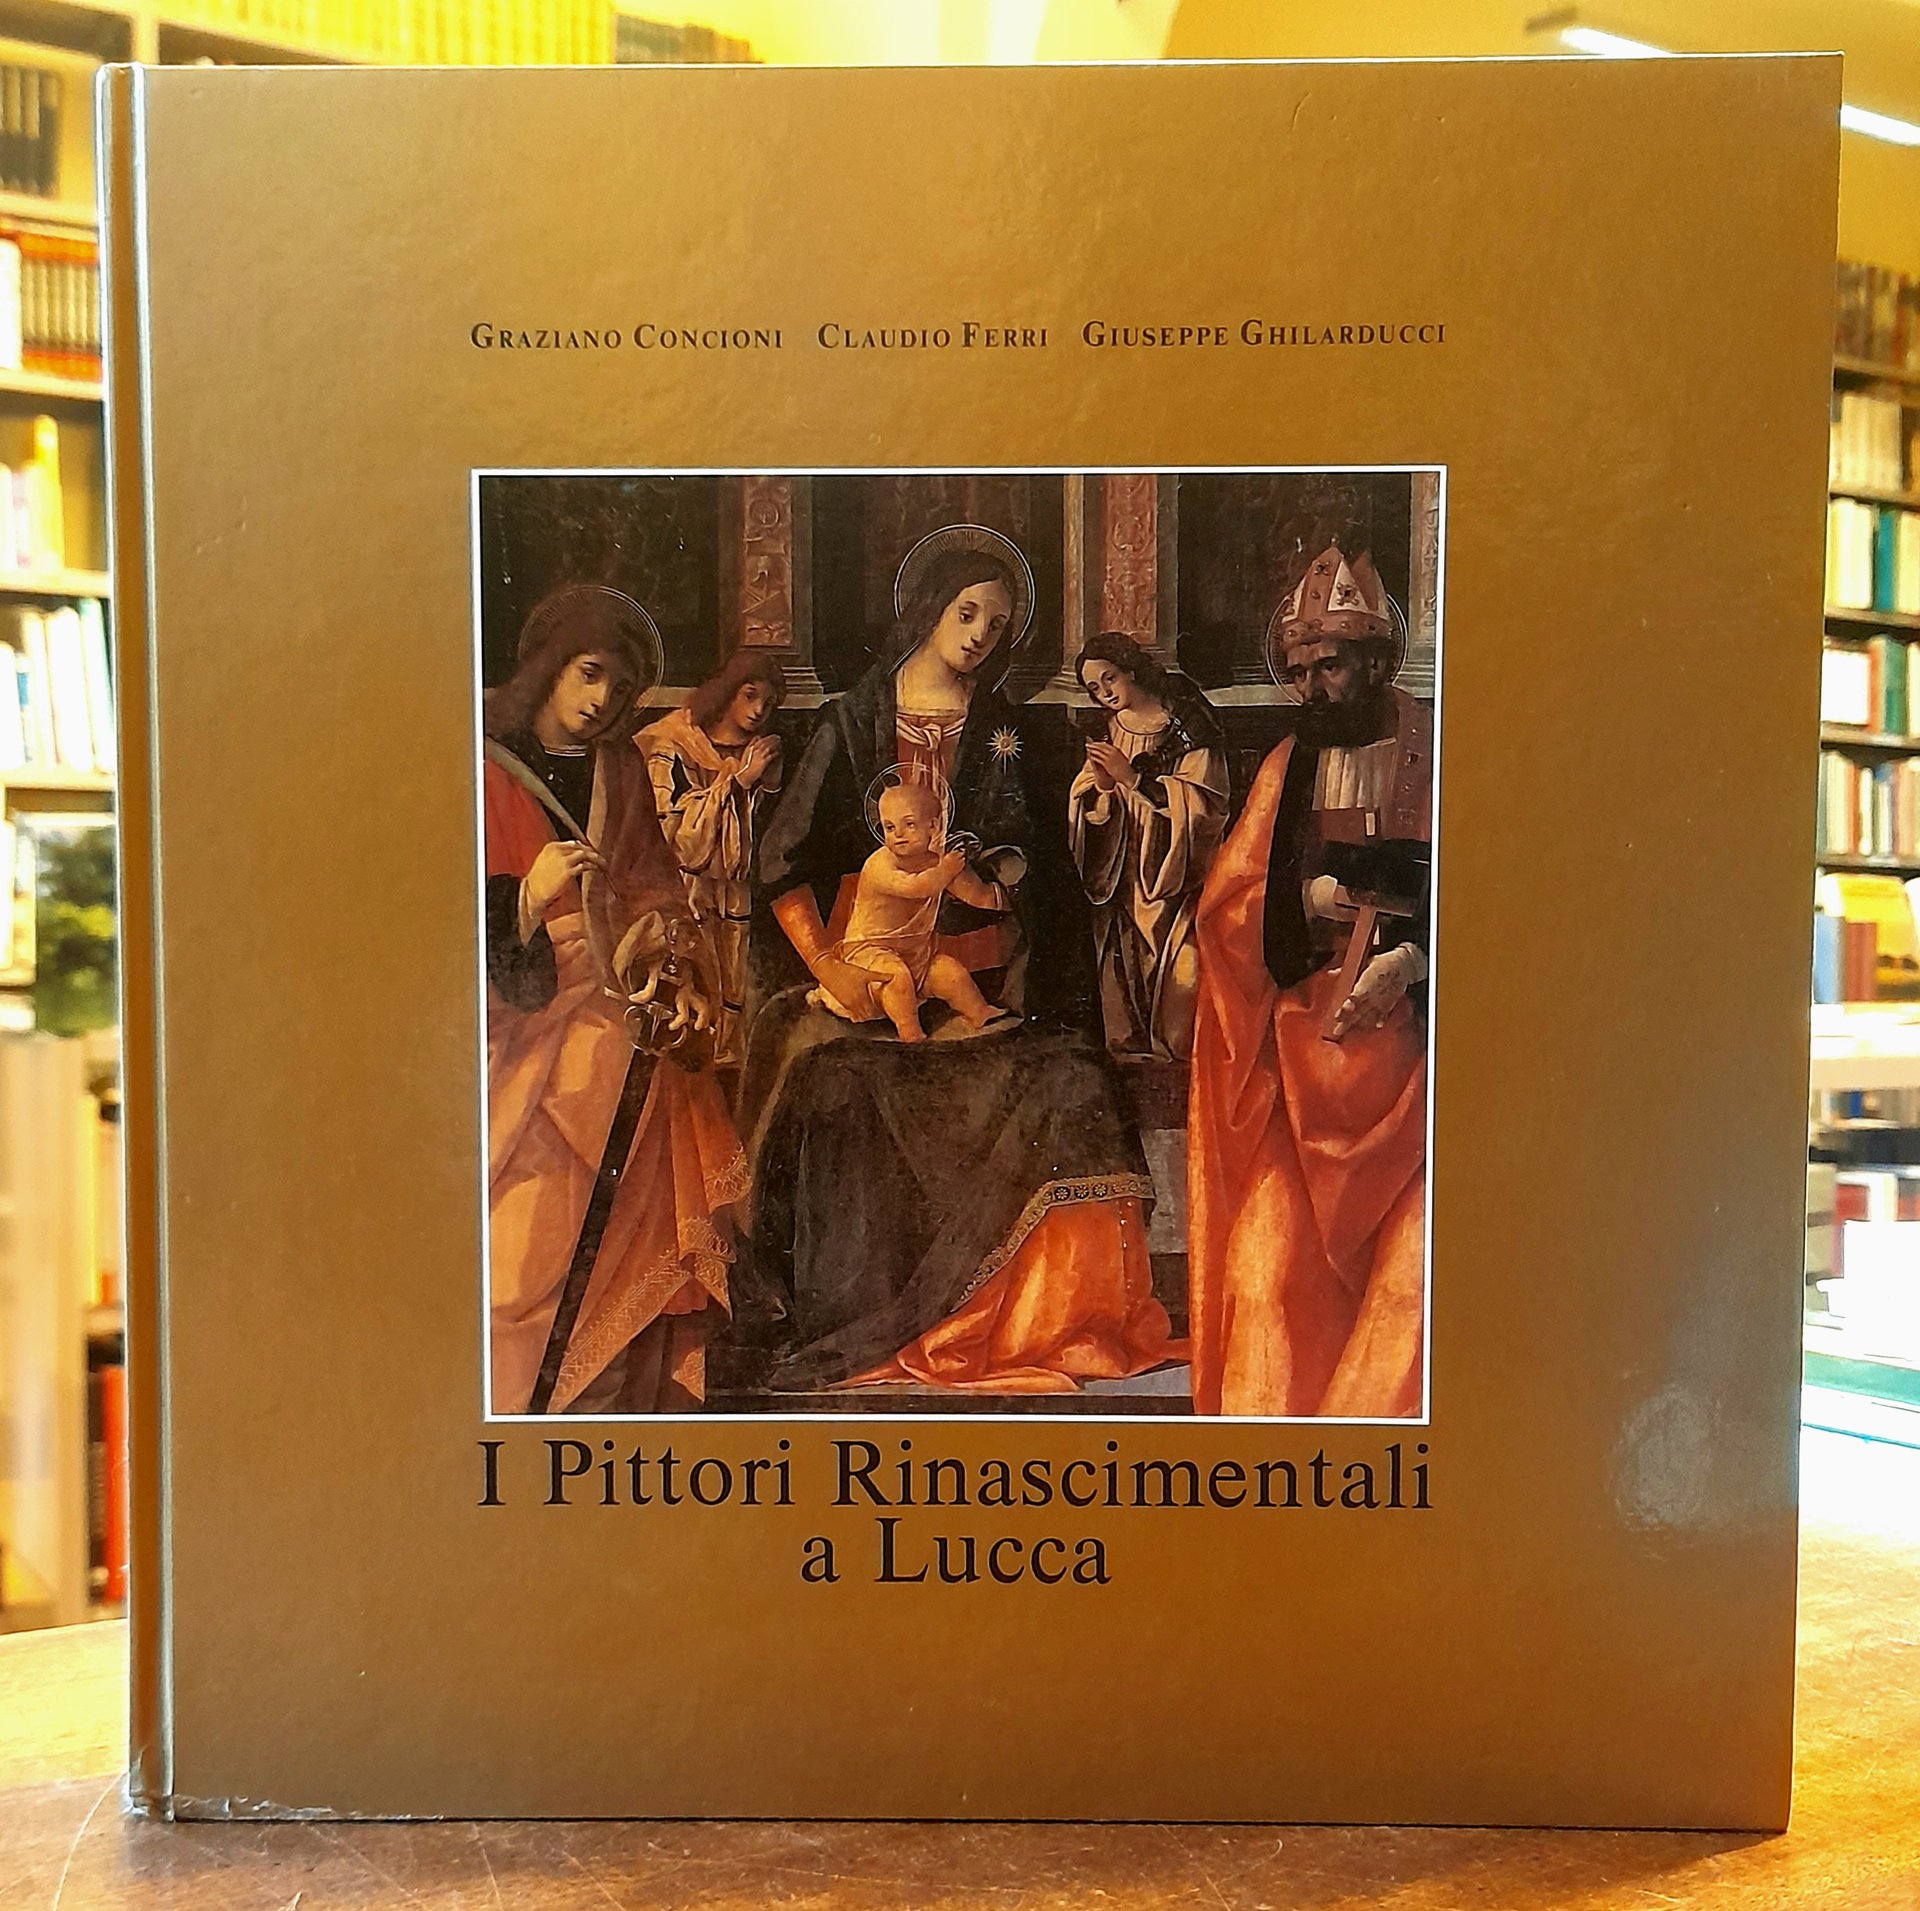 GRAZIANO CONCIONI CLAUDIO FERRI GIUSEPPE GHILARDUCCI
I Pittori Rinascimentali
a Lucca